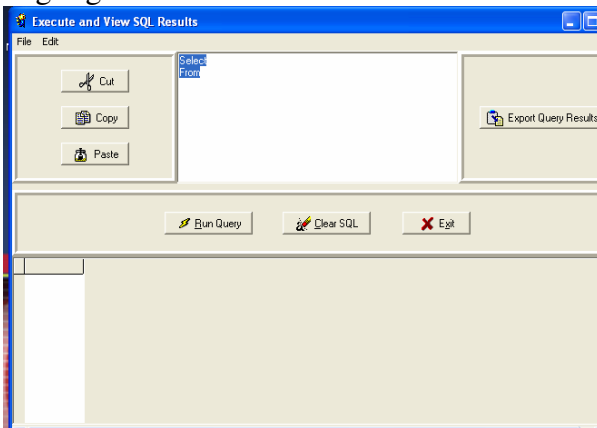 Execute and View SQL Results
File Edit
Select
From
Cut
Copy
Paste
Export Query Results
Run Query
Clear SQL
Exit